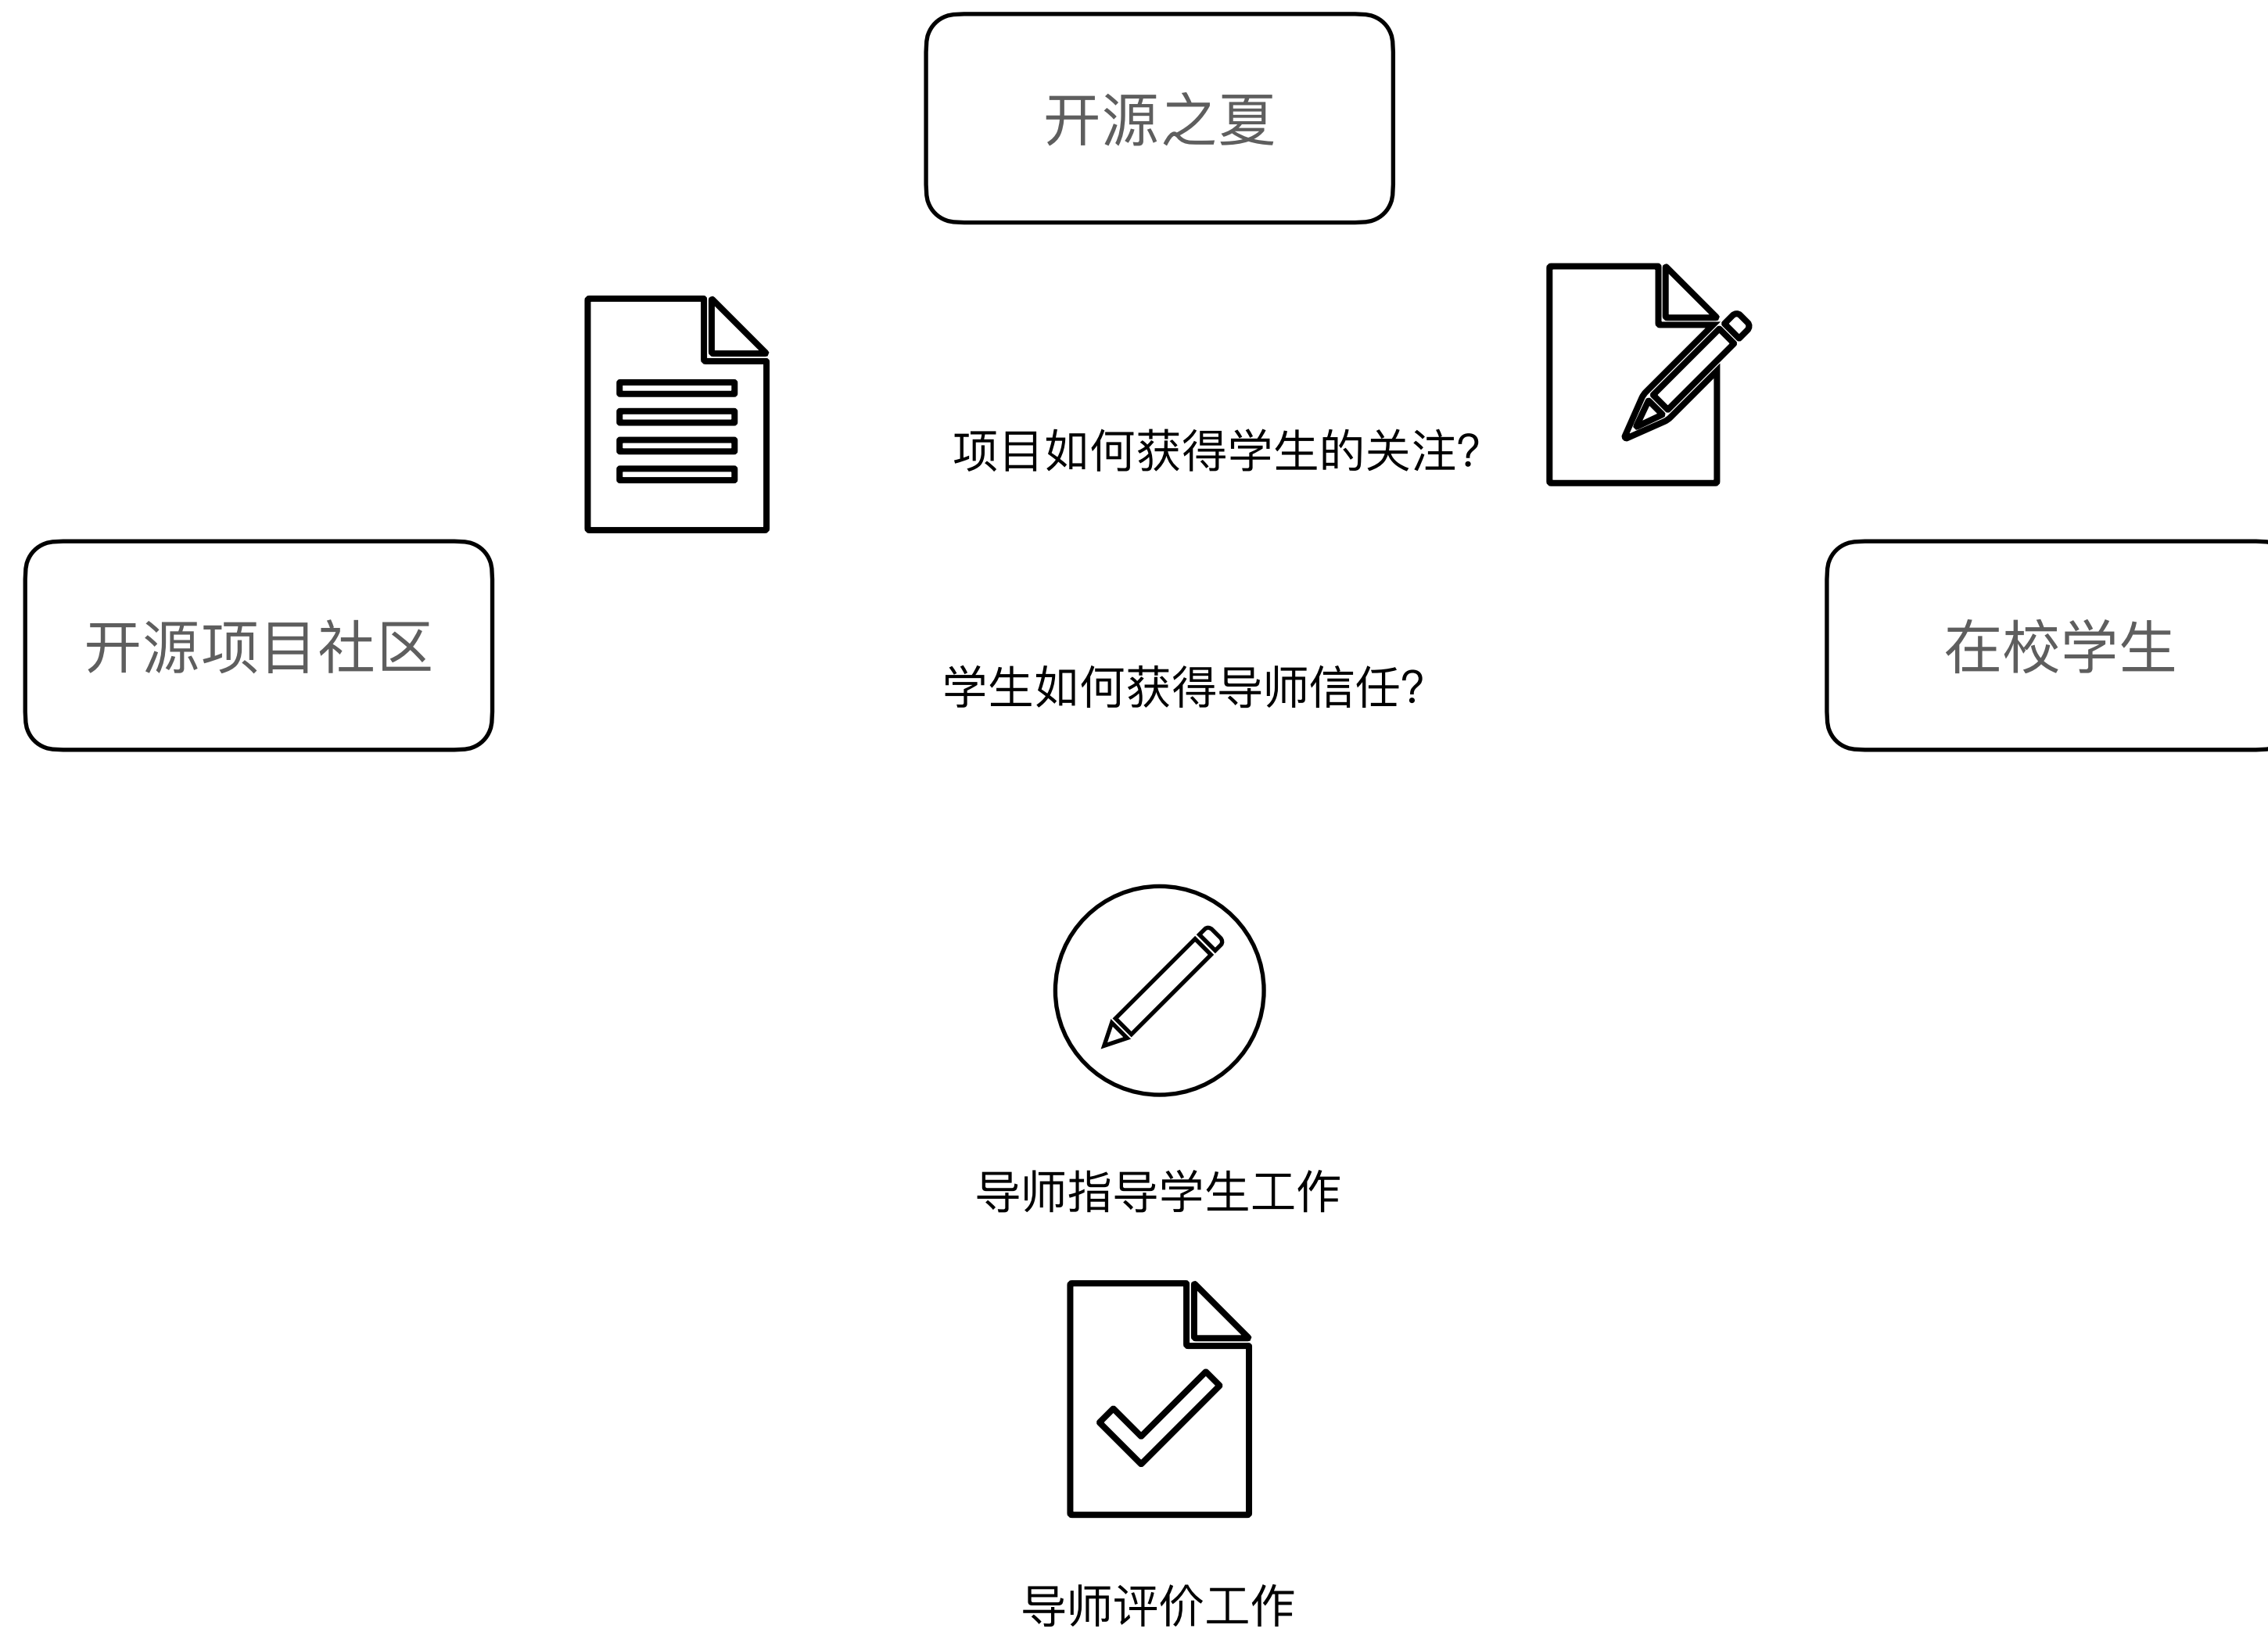 开源之夏
项目如何获得学生的关注?
开源项目社区
学生如何获得导师信任?
在校学生
导师指导学生工作
导师评价工作